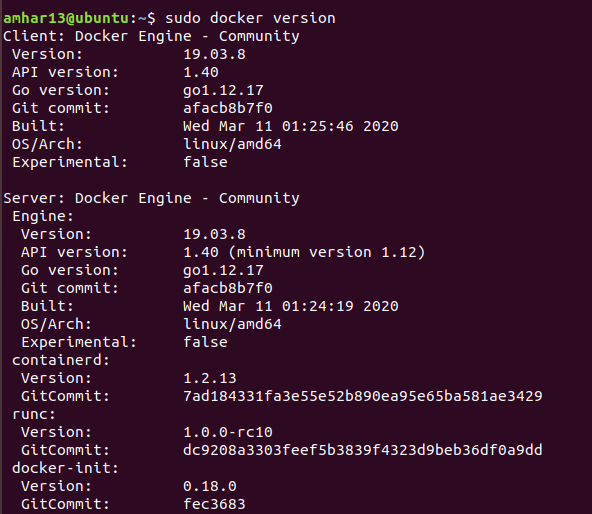 amhar13@ubuntu:~$ sudo docker version
Client: Docker Engine - Community
 Version:           19.03.8
 API version:       1.40
 Go version:        go1.12.17
 Git commit:        afacb8b7f0
 Built:             Wed Mar 11 01:25:46 2020
 OS/Arch:           linux/amd64
 Experimental:      false

Server: Docker Engine - Community
 Engine:
  Version:          19.03.8
  API version:      1.40 (minimum version 1.12)
  Go version:       go1.12.17
  Git commit:       afacb8b7f0
  Built:            Wed Mar 11 01:24:19 2020
  OS/Arch:          linux/amd64
  Experimental:     false
 containerd:
  Version:          1.2.13
  GitCommit:        7ad184331fa3e55e52b890ea95e65ba581ae3429
 runc:
  Version:          1.0.0-rc10
  GitCommit:        dc9208a3303feef5b3839f4323d9beb36df0a9dd
 docker-init:
  Version:          0.18.0
  GitCommit:        fec3683